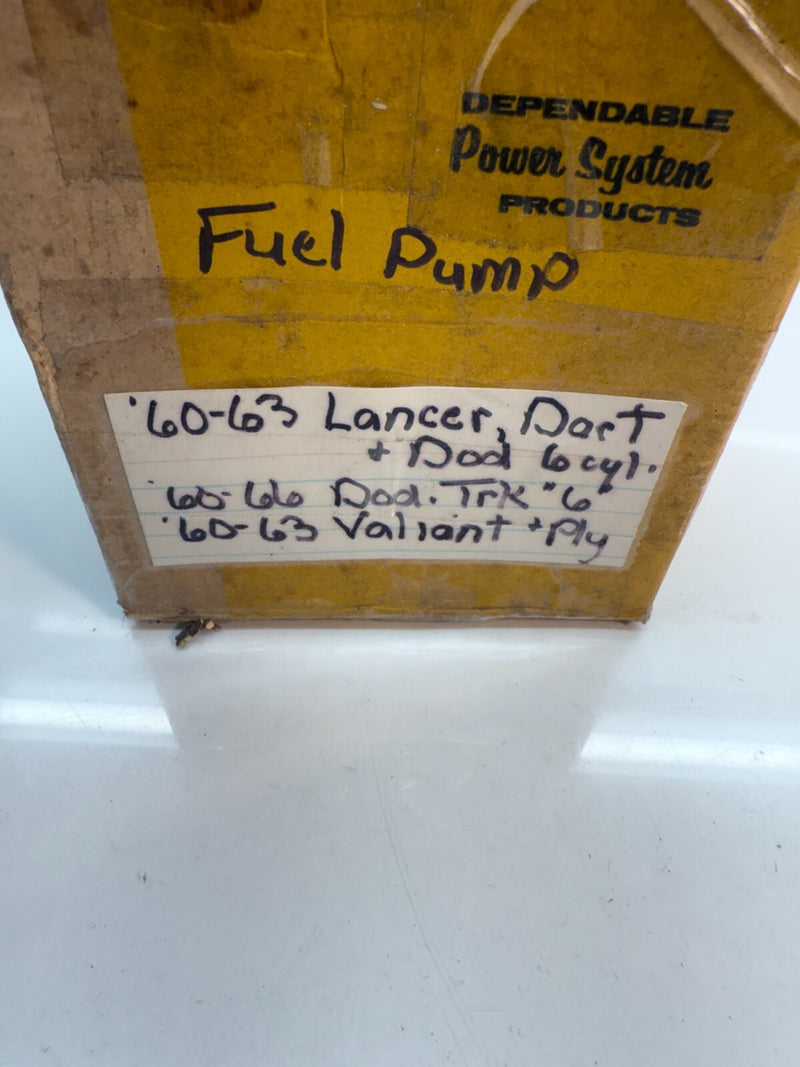 DEPENDABLE
Power System
PRODUCTS
Fuel Pump
'60-63 Lancer, Dart
+ Dod 6 cyl.
'60-66 Dod. Trk "6"
'60-63 Valiant + Ply